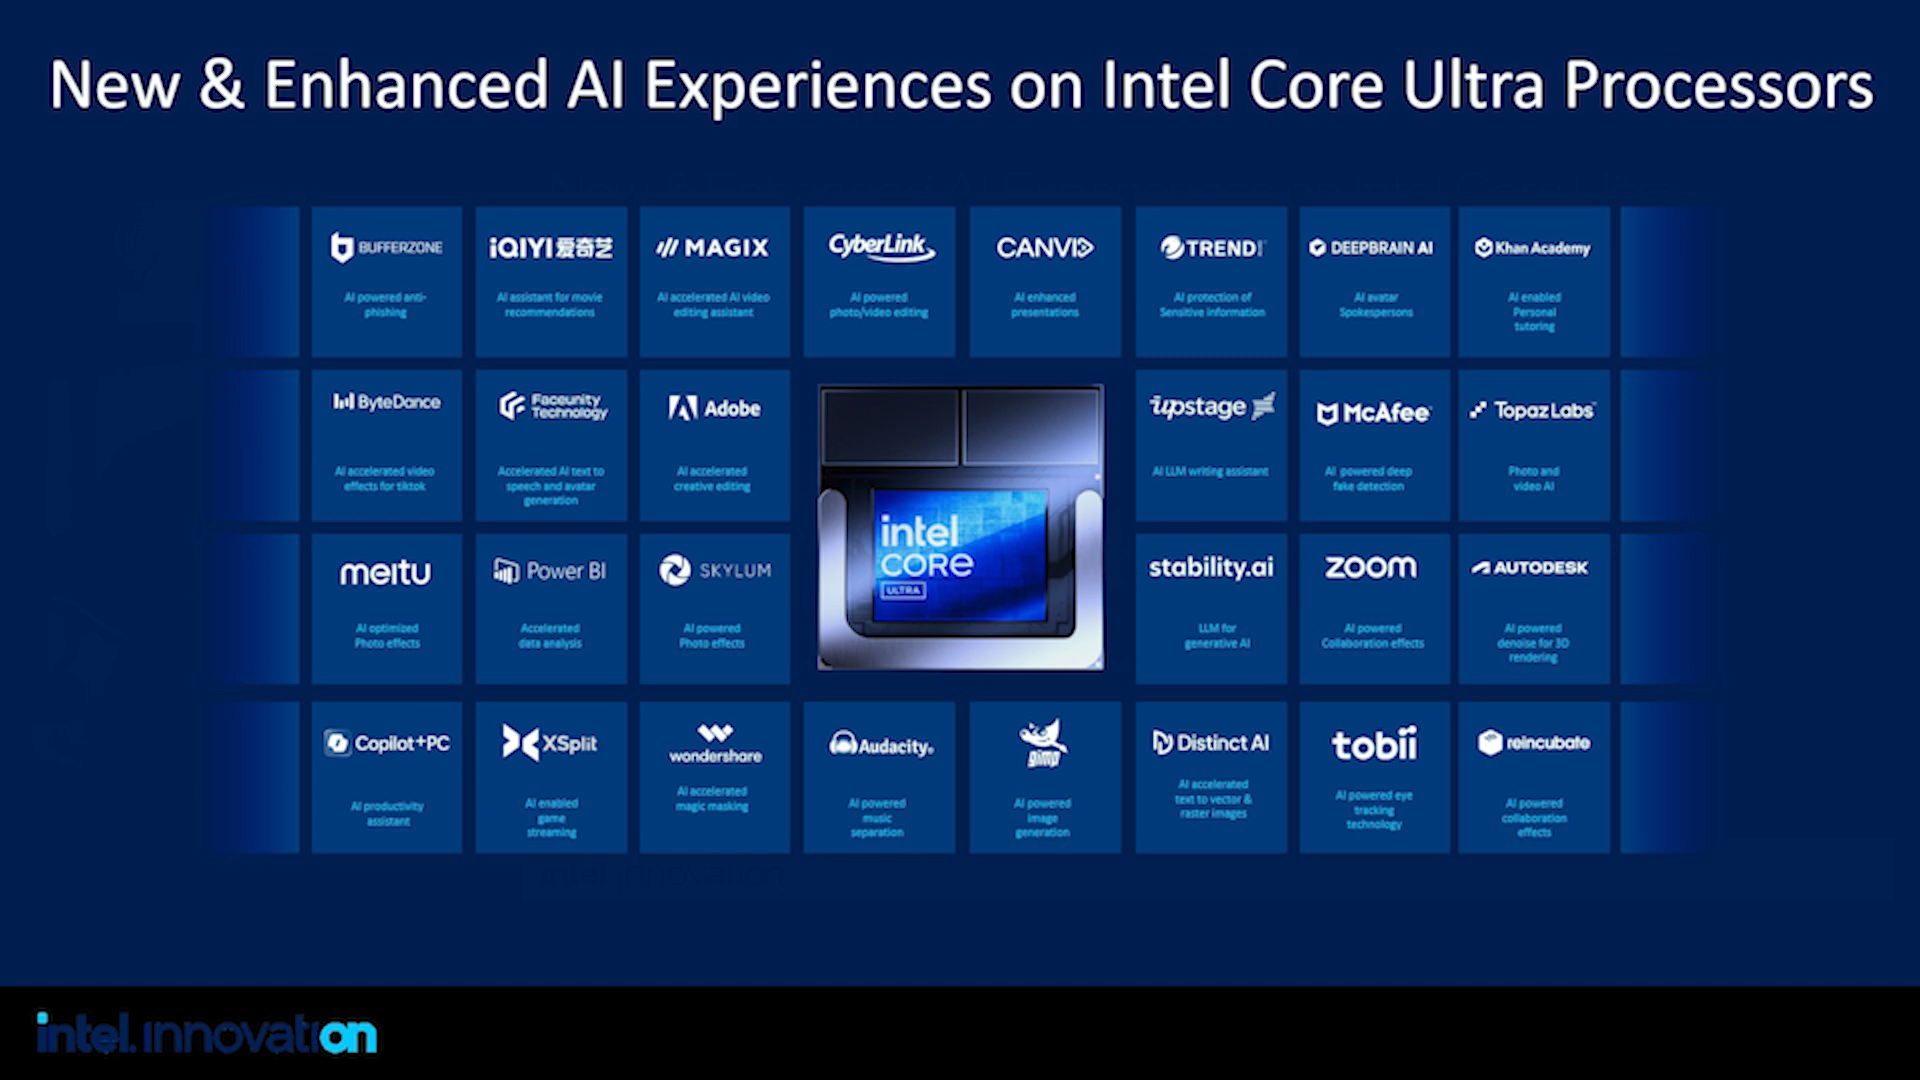 New & Enhanced AI Experiences on Intel Core Ultra Processors
BUFFERZONE
AI powered anti-
phishing
iQIYI 爱奇艺
AI assistant for movie
recommendations
MAGIX
AI accelerated AI video
editing assistant
CyberLink
AI powered
photo/video editing
CANVID
AI enhanced
presentations
TREND
AI protection of
Sensitive information
DEEPBRAIN AI
AI avatar
Spokespersons
Khan Academy
AI enabled
Personal
tutoring
ByteDance
AI accelerated video
effects for tiktok
Faceunity
Technology
Accelerated AI text to
speech and avatar
generation
Adobe
AI accelerated
creative editing
intel
CORE
ULTRA
upstage
AI LLM writing assistant
McAfee
AI powered deep
fake detection
Topaz Labs
Photo and
video AI
meitu
AI optimized
Photo effects
Power BI
Accelerated
data analysis
SKYLUM
AI powered
Photo effects
stability.ai
LLM for
generative AI
zoom
AI powered
Collaboration effects
AUTODESK
AI powered
denoise for 3D
rendering
Copilot+PC
AI productivity
assistant
XSplit
AI enabled
game
streaming
wondershare
AI accelerated
magic masking
Audacity®
AI powered
music
separation
gimp
AI powered
image
generation
Distinct AI
AI accelerated
text to vector &
raster images
tobii
AI powered eye
tracking
technology
reincubate
AI powered
collaboration
effects
intel. innovation